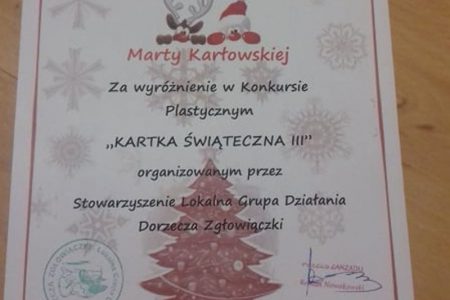 Marty Karłowskiej
Za wyróżnienie w Konkursie
Plastycznym
„KARTKA ŚWIĄTECZNA III"
organizowanym przez
Stowarzyszenie Lokalna Grupa Działania
Dorzecza Zgłowiączki